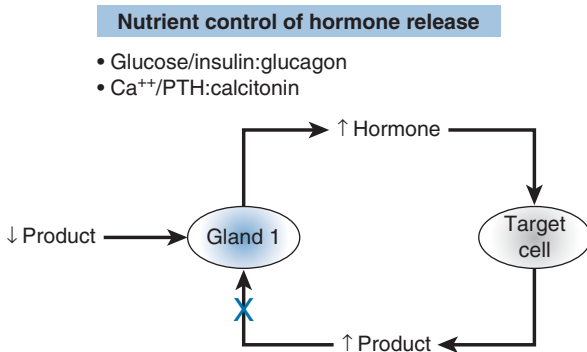 Nutrient control of hormone release
• Glucose/insulin:glucagon
• Ca⁺⁺/PTH:calcitonin
↑ Hormone
↓ Product
Gland 1
Target
cell
X
↑ Product